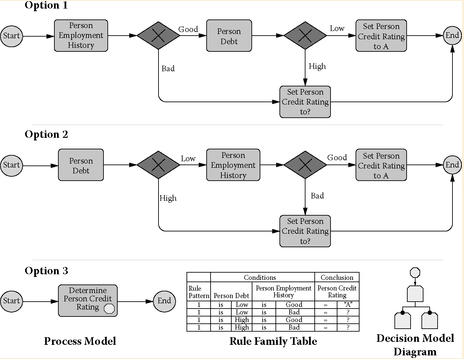 Option 1
Start
Person
Employment
History
Good
Bad
Person
Debt
Low
High
Set Person
Credit Rating
to A
End
Set Person
Credit Rating
to?
Option 2
Start
Person
Debt
Low
High
Person
Employment
History
Good
Bad
Set Person
Credit Rating
to A
End
Set Person
Credit Rating
to?
Option 3
Start
Determine
Person Credit
Rating
End
Conditions Conclusion
Rule
Pattern Person Debt Person Employment
History Person Credit
Rating
1 is Low is Good = "A"
1 is Low is Bad = ?
1 is High is Good = ?
1 is High is Bad = ?
Process Model
Rule Family Table
Decision Model
Diagram